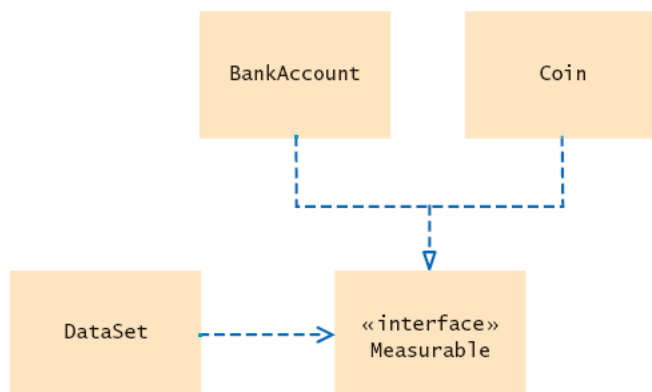 BankAccount
Coin
DataSet
«interface»
Measurable